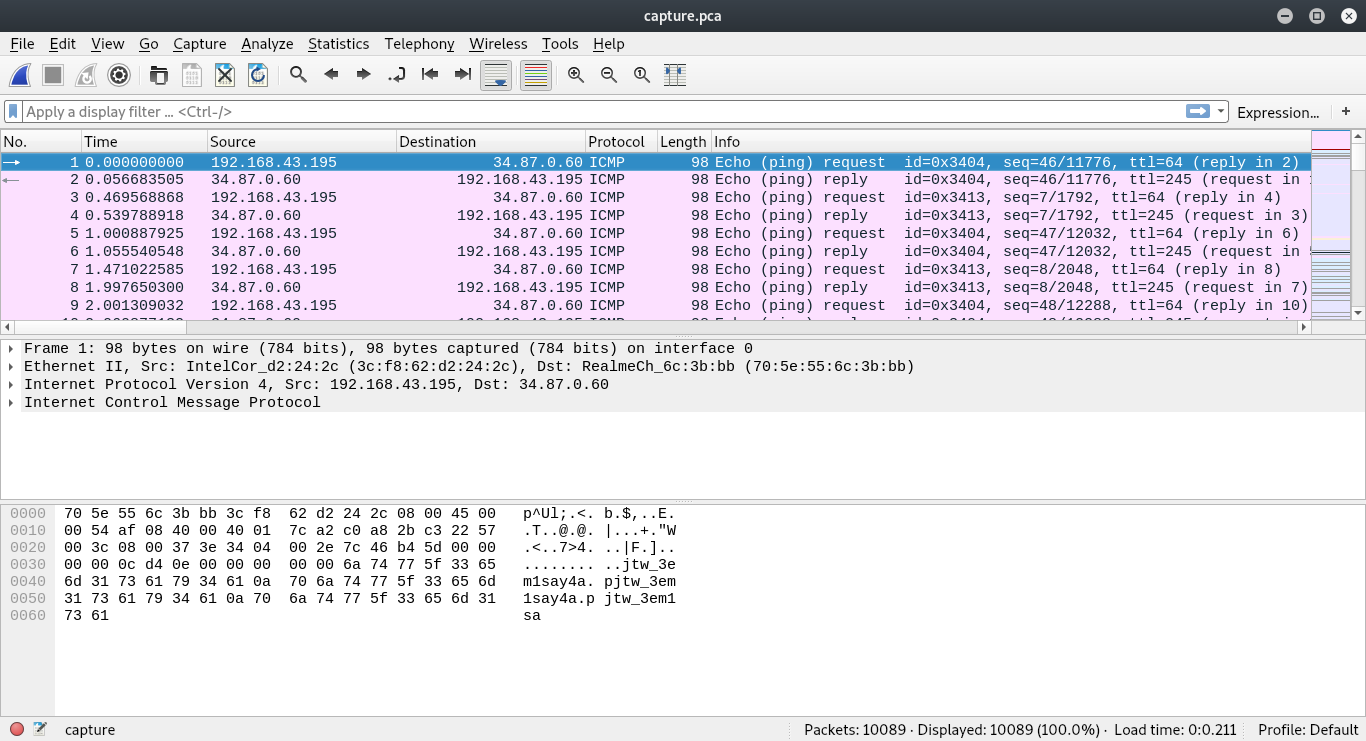 capture.pca
File Edit View Go Capture Analyze Statistics Telephony Wireless Tools Help
Apply a display filter ... <Ctrl-/>
Expression... +
No. Time Source Destination Protocol Length Info
1 0.000000000 192.168.43.195 34.87.0.60 ICMP 98 Echo (ping) request id=0x3404, seq=46/11776, ttl=64 (reply in 2)
2 0.056683505 34.87.0.60 192.168.43.195 ICMP 98 Echo (ping) reply id=0x3404, seq=46/11776, ttl=245 (request in
3 0.469568868 192.168.43.195 34.87.0.60 ICMP 98 Echo (ping) request id=0x3413, seq=7/1792, ttl=64 (reply in 4)
4 0.539788918 34.87.0.60 192.168.43.195 ICMP 98 Echo (ping) reply id=0x3413, seq=7/1792, ttl=245 (request in 3)
5 1.000887925 192.168.43.195 34.87.0.60 ICMP 98 Echo (ping) request id=0x3404, seq=47/12032, ttl=64 (reply in 6)
6 1.055540548 34.87.0.60 192.168.43.195 ICMP 98 Echo (ping) reply id=0x3404, seq=47/12032, ttl=245 (request in
7 1.471022585 192.168.43.195 34.87.0.60 ICMP 98 Echo (ping) request id=0x3413, seq=8/2048, ttl=64 (reply in 8)
8 1.997650300 34.87.0.60 192.168.43.195 ICMP 98 Echo (ping) reply id=0x3413, seq=8/2048, ttl=245 (request in 7)
9 2.001309032 192.168.43.195 34.87.0.60 ICMP 98 Echo (ping) request id=0x3404, seq=48/12288, ttl=64 (reply in 10)
Frame 1: 98 bytes on wire (784 bits), 98 bytes captured (784 bits) on interface 0
Ethernet II, Src: IntelCor_d2:24:2c (3c:f8:62:d2:24:2c), Dst: RealmeCh_6c:3b:bb (70:5e:55:6c:3b:bb)
Internet Protocol Version 4, Src: 192.168.43.195, Dst: 34.87.0.60
Internet Control Message Protocol
0000 70 5e 55 6c 3b bb 3c f8 62 d2 24 2c 08 00 45 00 p^Ul;.<. b.$,..E.
0010 00 54 af 08 40 00 40 01 7c a2 c0 a8 2b c3 22 57 .T..@.@. |...+."W
0020 00 3c 08 00 37 3e 34 04 00 2e 7c 46 b4 5d 00 00 .<..7>4. ..|F.]..
0030 00 00 0c d4 0e 00 00 00 00 00 6a 74 77 5f 33 65 ........ ..jtw_3e
0040 6d 31 73 61 79 34 61 0a 70 6a 74 77 5f 33 65 6d m1say4a. pjtw_3em
0050 31 73 61 79 34 61 0a 70 6a 74 77 5f 33 65 6d 31 1say4a.p jtw_3em1
0060 73 61 sa
capture Packets: 10089 · Displayed: 10089 (100.0%) · Load time: 0:0.211 Profile: Default